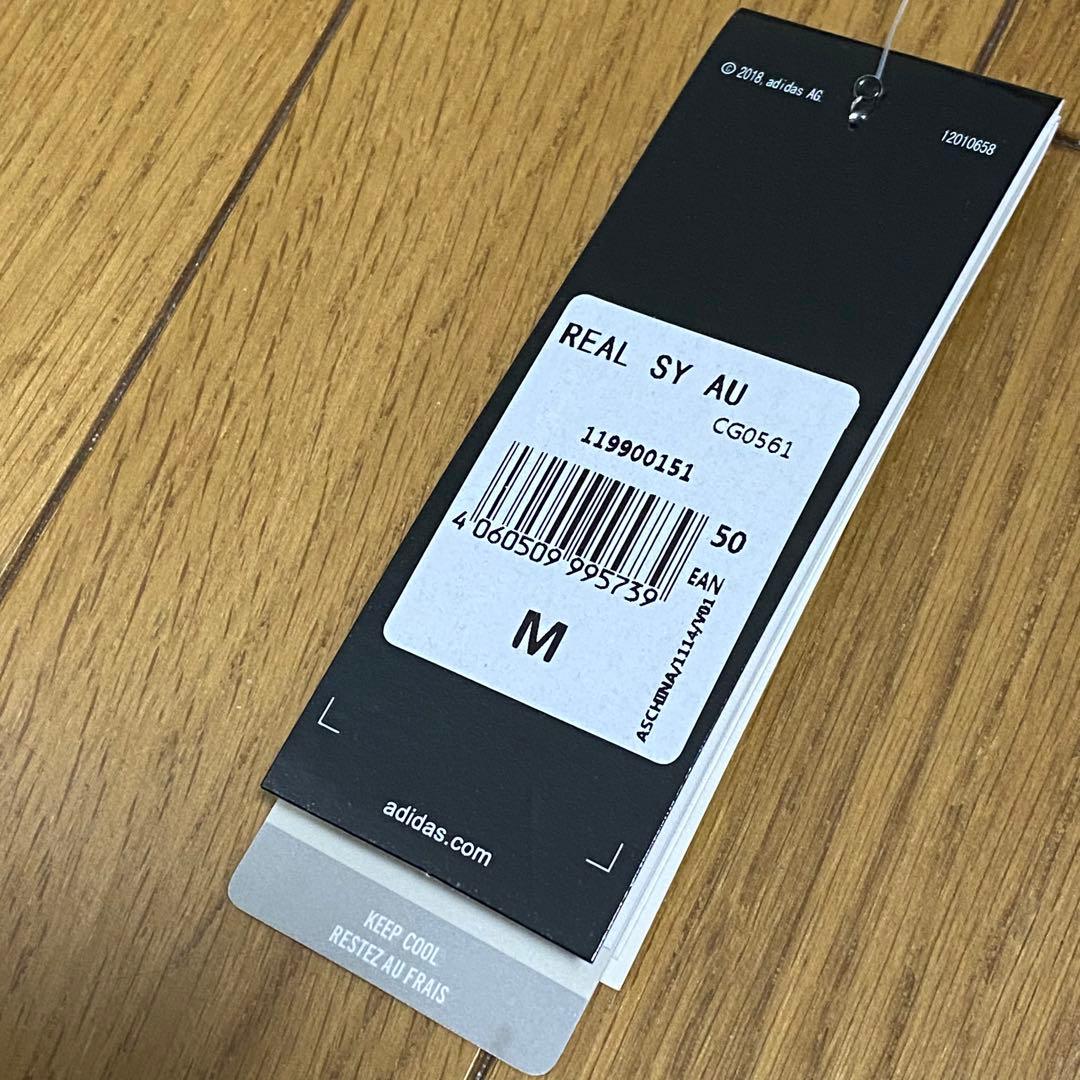 © 2018, adidas AG.
12010658
REAL SY AU
CG0561
119900151
50
4 060509 995739
EAN
M
ASCHINA/1114/V01
adidas.com
KEEP COOL
RESTEZ AU FRAIS